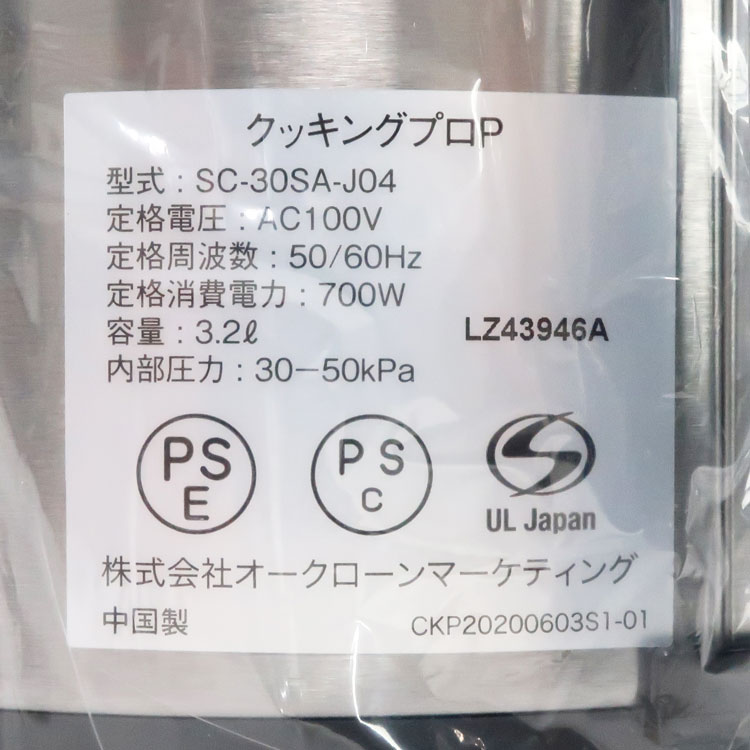 クッキングプロP
型式：SC-30SA-J04
定格電圧：AC100V
定格周波数：50/60Hz
定格消費電力：700W
容量：3.2ℓ
LZ43946A
内部圧力：30－50kPa
PS
E
PS
C
UL Japan
株式会社オークローンマーケティング
中国製
CKP20200603S1-01